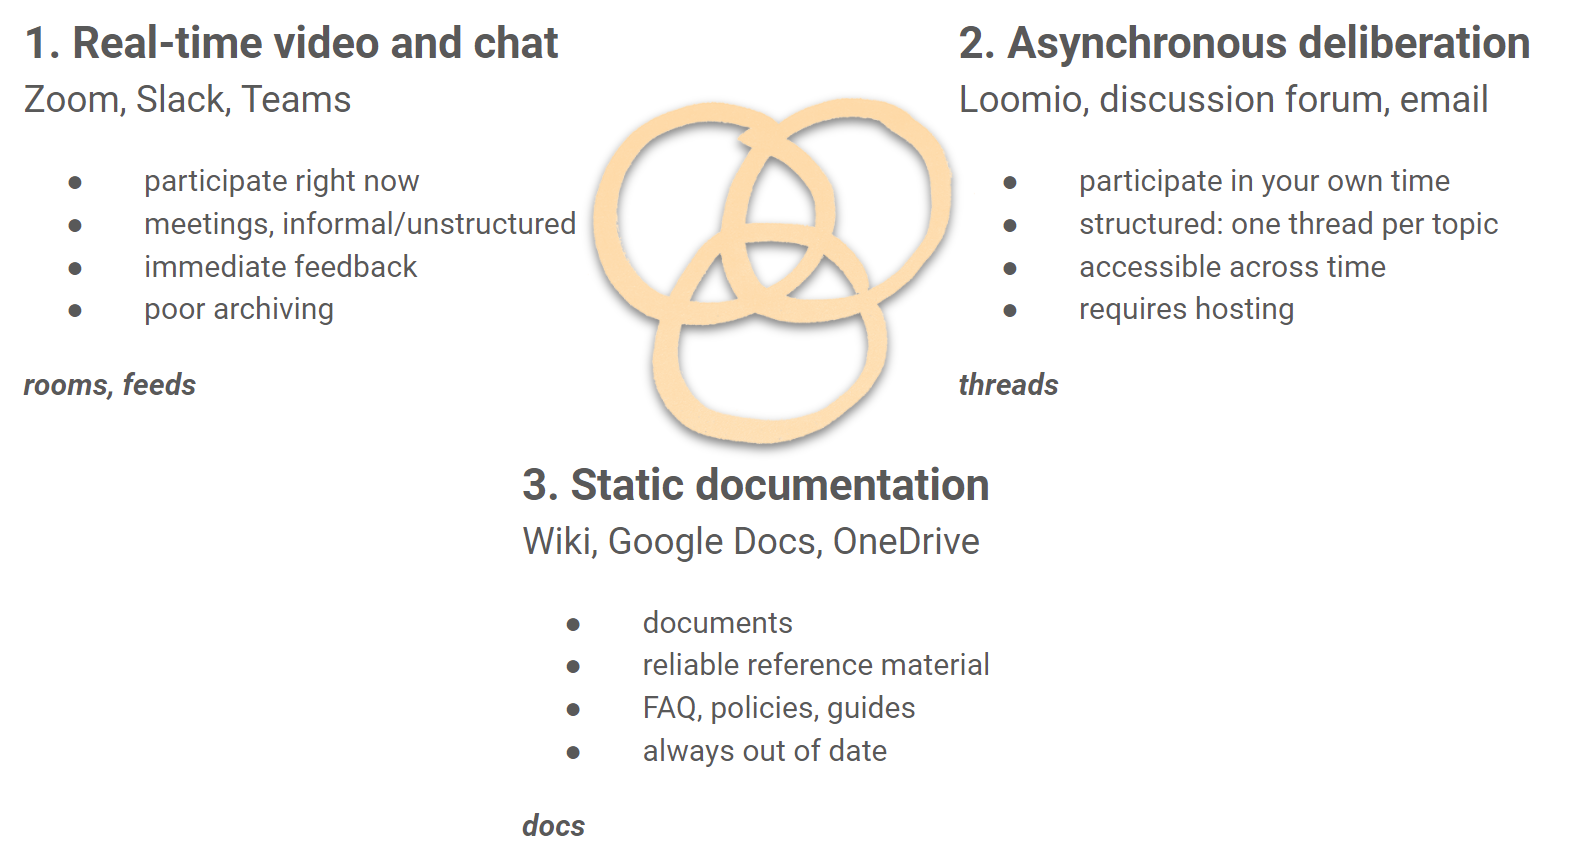 1. Real-time video and chat
Zoom, Slack, Teams
● participate right now
● meetings, informal/unstructured
● immediate feedback
● poor archiving
rooms, feeds
2. Asynchronous deliberation
Loomio, discussion forum, email
● participate in your own time
● structured: one thread per topic
● accessible across time
● requires hosting
threads
3. Static documentation
Wiki, Google Docs, OneDrive
● documents
● reliable reference material
● FAQ, policies, guides
● always out of date
docs